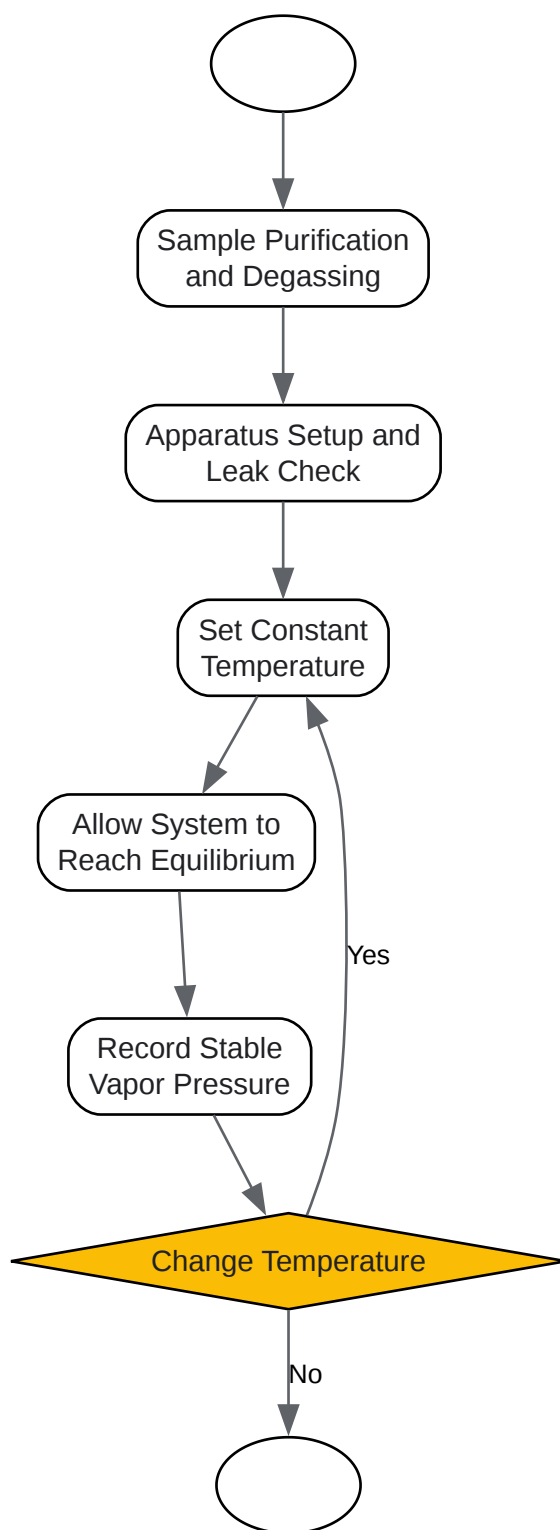 Sample Purification
and Degassing
Apparatus Setup and
Leak Check
Set Constant
Temperature
Allow System to
Reach Equilibrium
Yes
Record Stable
Vapor Pressure
Change Temperature
No